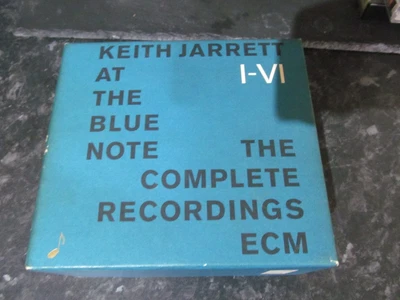 KEITH JARRETT
AT I-VI
THE
BLUE
NOTE THE
COMPLETE
RECORDINGS
ECM